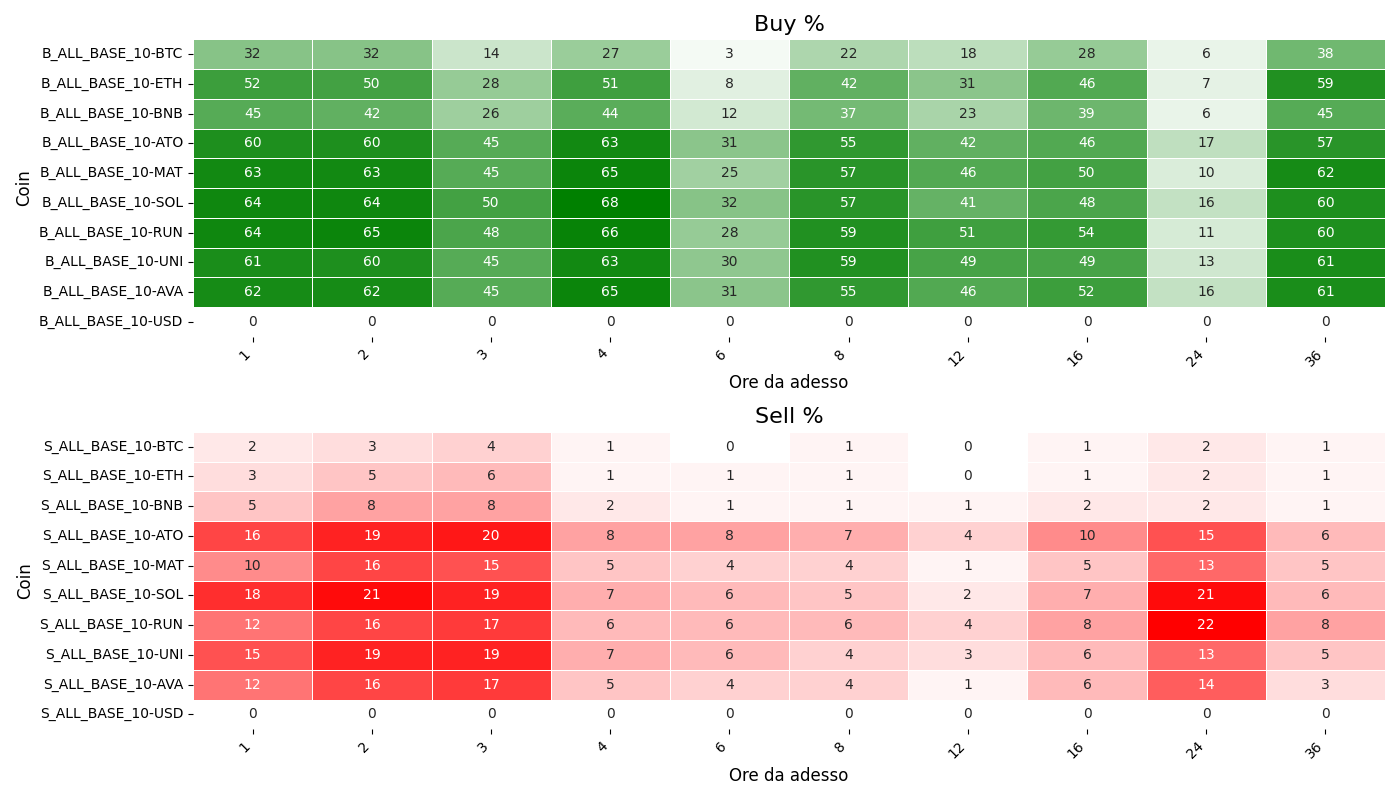 Buy %
Coin
B_ALL_BASE_10-BTC 32 32 14 27 3 22 18 28 6 38
B_ALL_BASE_10-ETH 52 50 28 51 8 42 31 46 7 59
B_ALL_BASE_10-BNB 45 42 26 44 12 37 23 39 6 45
B_ALL_BASE_10-ATO 60 60 45 63 31 55 42 46 17 57
B_ALL_BASE_10-MAT 63 63 45 65 25 57 46 50 10 62
B_ALL_BASE_10-SOL 64 64 50 68 32 57 41 48 16 60
B_ALL_BASE_10-RUN 64 65 48 66 28 59 51 54 11 60
B_ALL_BASE_10-UNI 61 60 45 63 30 59 49 49 13 61
B_ALL_BASE_10-AVA 62 62 45 65 31 55 46 52 16 61
B_ALL_BASE_10-USD 0 0 0 0 0 0 0 0 0 0
1 2 3 4 6 8 12 16 24 36
Ore da adesso
Sell %
Coin
S_ALL_BASE_10-BTC 2 3 4 1 0 1 0 1 2 1
S_ALL_BASE_10-ETH 3 5 6 1 1 1 0 1 2 1
S_ALL_BASE_10-BNB 5 8 8 2 1 1 1 2 2 1
S_ALL_BASE_10-ATO 16 19 20 8 8 7 4 10 15 6
S_ALL_BASE_10-MAT 10 16 15 5 4 4 1 5 13 5
S_ALL_BASE_10-SOL 18 21 19 7 6 5 2 7 21 6
S_ALL_BASE_10-RUN 12 16 17 6 6 6 4 8 22 8
S_ALL_BASE_10-UNI 15 19 19 7 6 4 3 6 13 5
S_ALL_BASE_10-AVA 12 16 17 5 4 4 1 6 14 3
S_ALL_BASE_10-USD 0 0 0 0 0 0 0 0 0 0
1 2 3 4 6 8 12 16 24 36
Ore da adesso